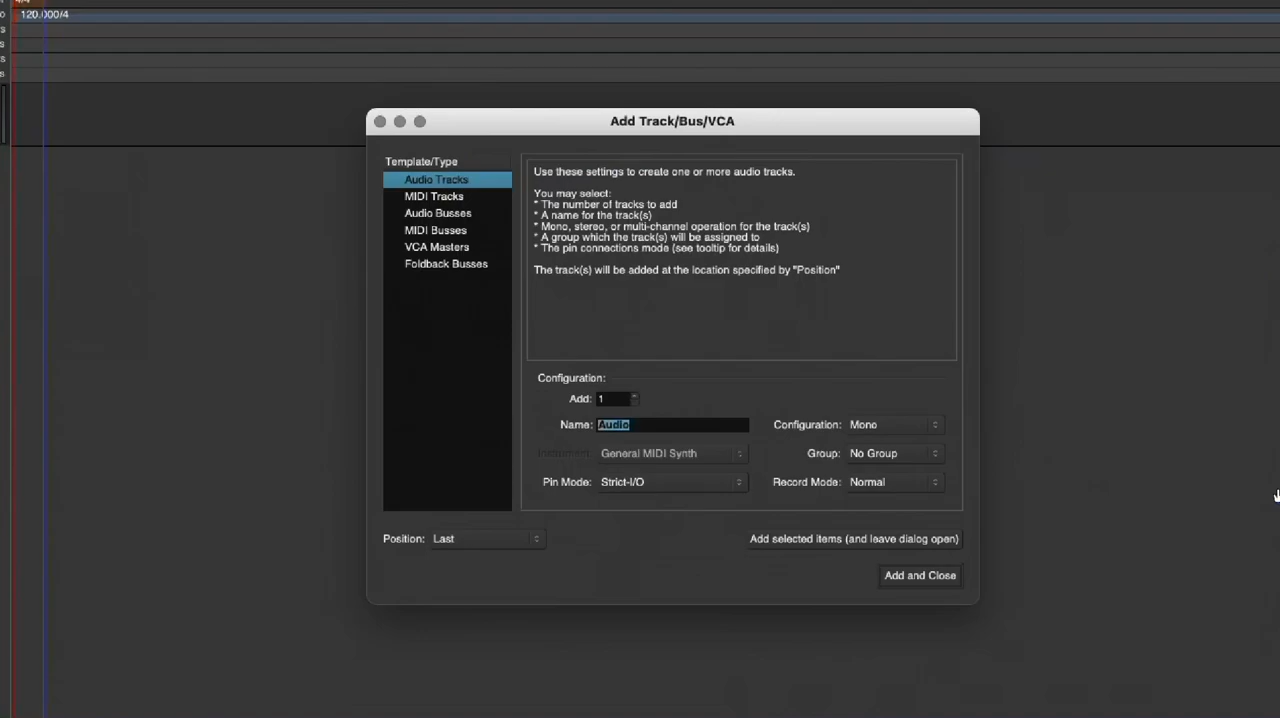 120.000/4
Add Track/Bus/VCA
Template/Type
Audio Tracks
MIDI Tracks
Audio Busses
MIDI Busses
VCA Masters
Foldback Busses
Use these settings to create one or more audio tracks.
You may select:
* The number of tracks to add
* A name for the track(s)
* Mono, stereo, or multi-channel operation for the track(s)
* A group which the track(s) will be assigned to
* The pin connections mode (see tooltip for details)
The track(s) will be added at the location specified by "Position"
Configuration:
Add: 1
Name: Audio
Configuration: Mono
Instrument: General MIDI Synth
Group: No Group
Pin Mode: Strict-I/O
Record Mode: Normal
Position: Last
Add selected items (and leave dialog open)
Add and Close